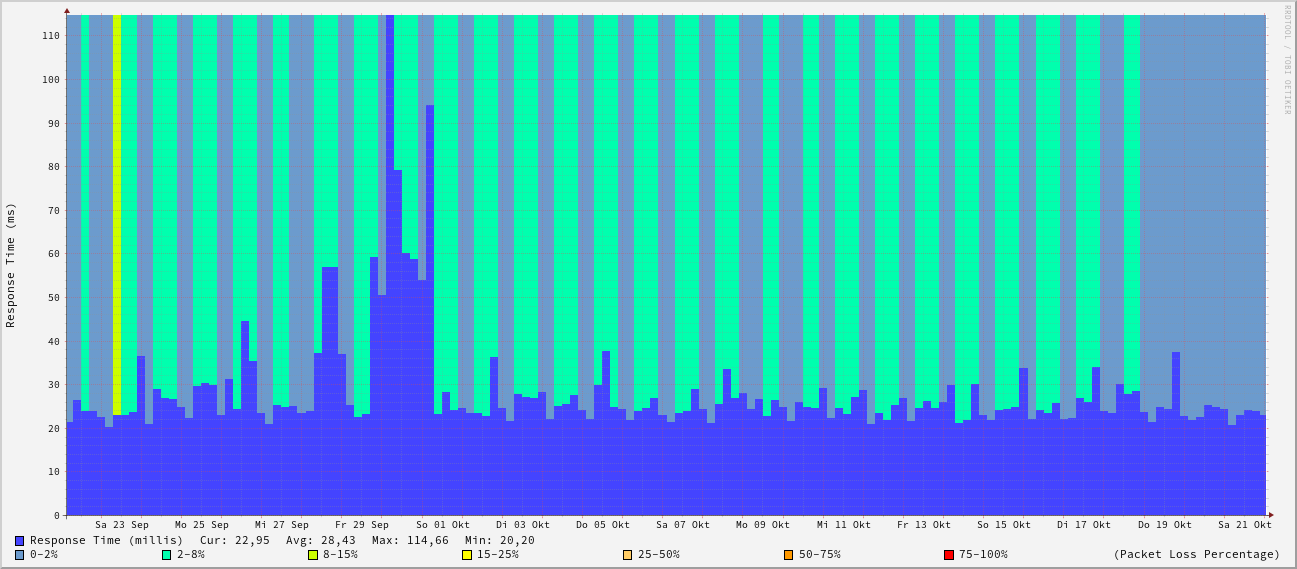 RRDTOOL / TOBI OETIKER
Response Time (ms)
110
100
90
80
70
60
50
40
30
20
10
0
Sa 23 Sep Mo 25 Sep Mi 27 Sep Fr 29 Sep So 01 Okt Di 03 Okt Do 05 Okt Sa 07 Okt Mo 09 Okt Mi 11 Okt Fr 13 Okt So 15 Okt Di 17 Okt Do 19 Okt Sa 21 Okt
Response Time (millis) Cur: 22,95 Avg: 28,43 Max: 114,66 Min: 20,20
0-2% 2-8% 8-15% 15-25% 25-50% 50-75% 75-100% (Packet Loss Percentage)